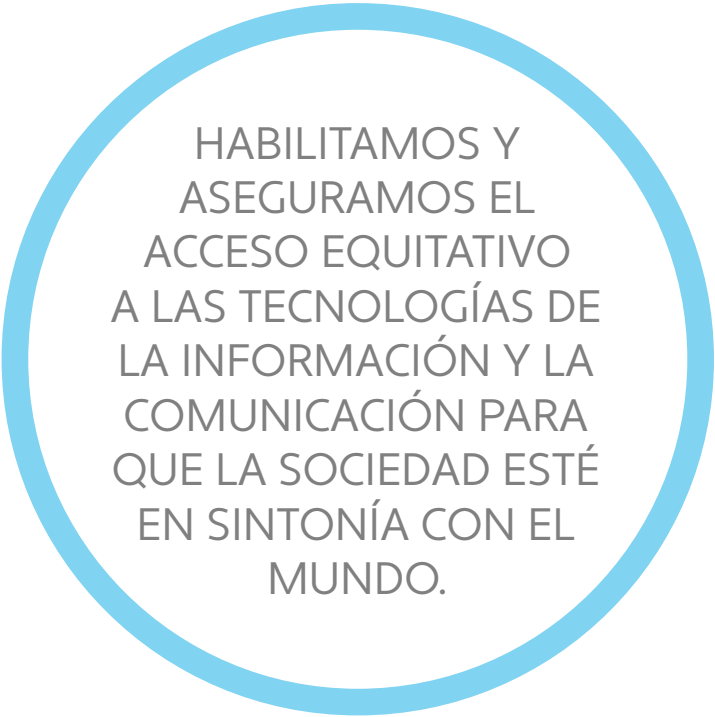 HABILITAMOS Y
ASEGURAMOS EL
ACCESO EQUITATIVO
A LAS TECNOLOGÍAS DE
LA INFORMACIÓN Y LA
COMUNICACIÓN PARA
QUE LA SOCIEDAD ESTÉ
EN SINTONÍA CON EL
MUNDO.